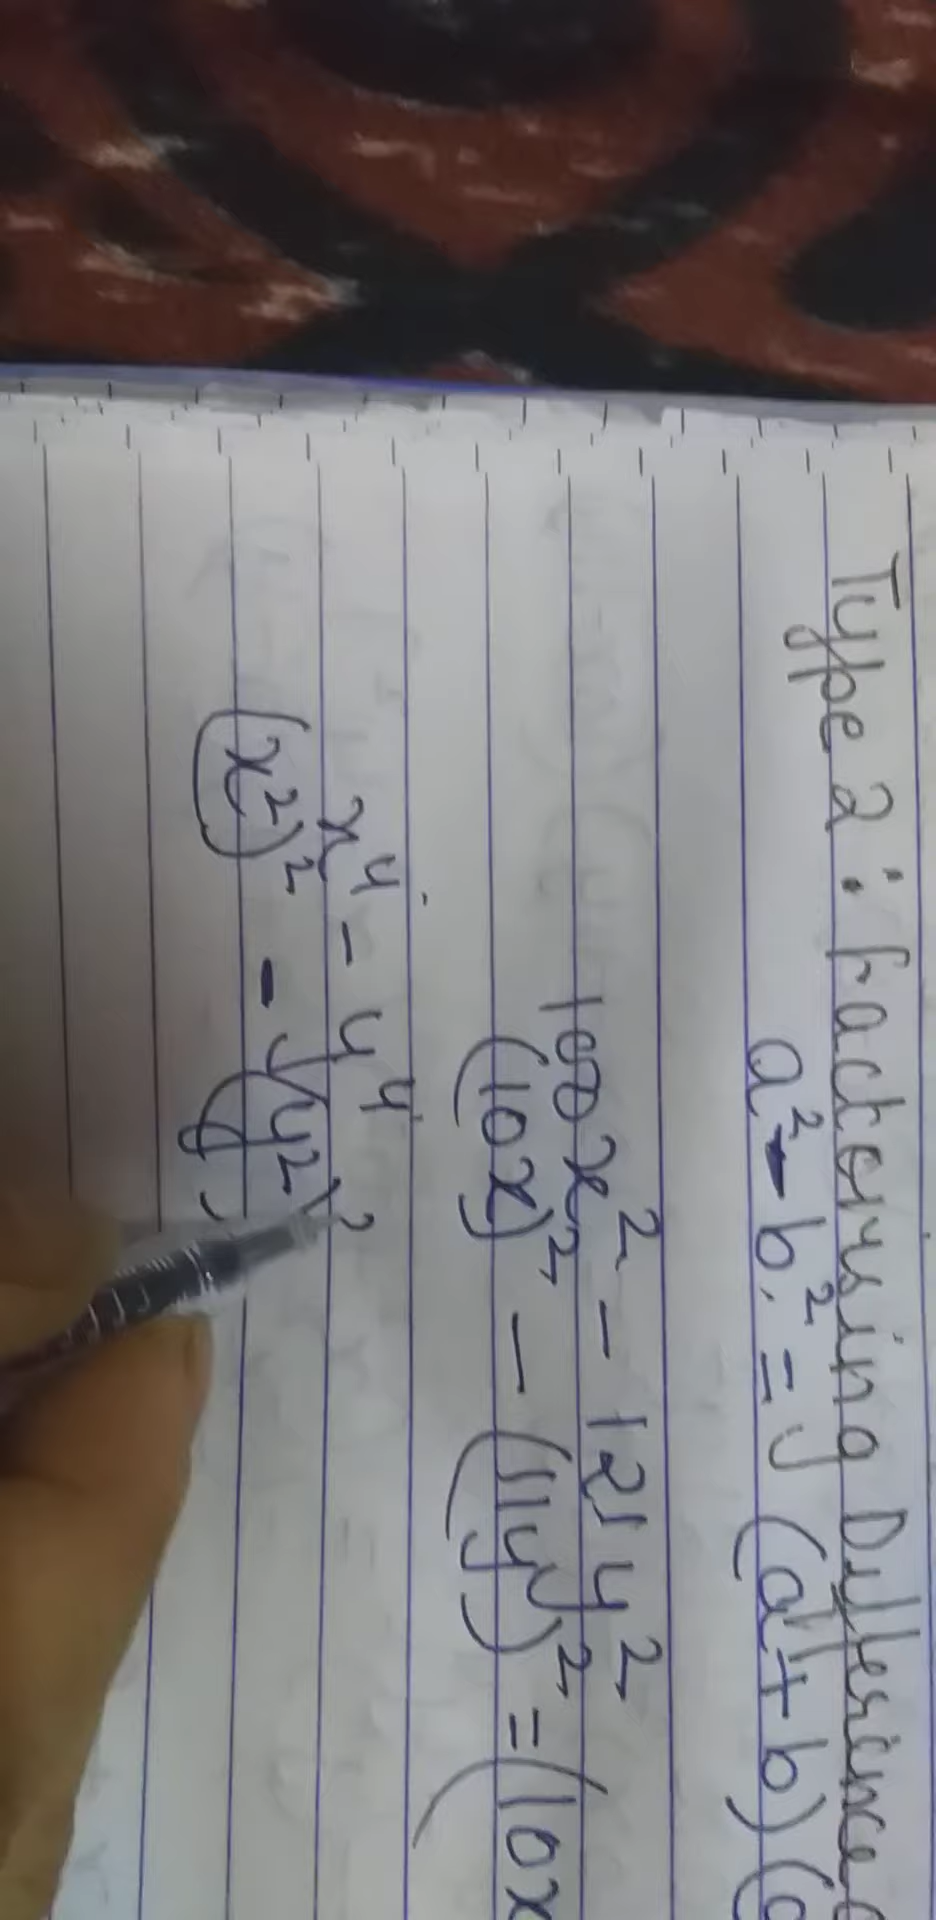 Type 2 : Factorising Difference
a² - b² = y (a + b) (
100x² - 121y²
(10x)² - (11y)² = (10x
x⁴ - y⁴
(x²)² - (y²)²